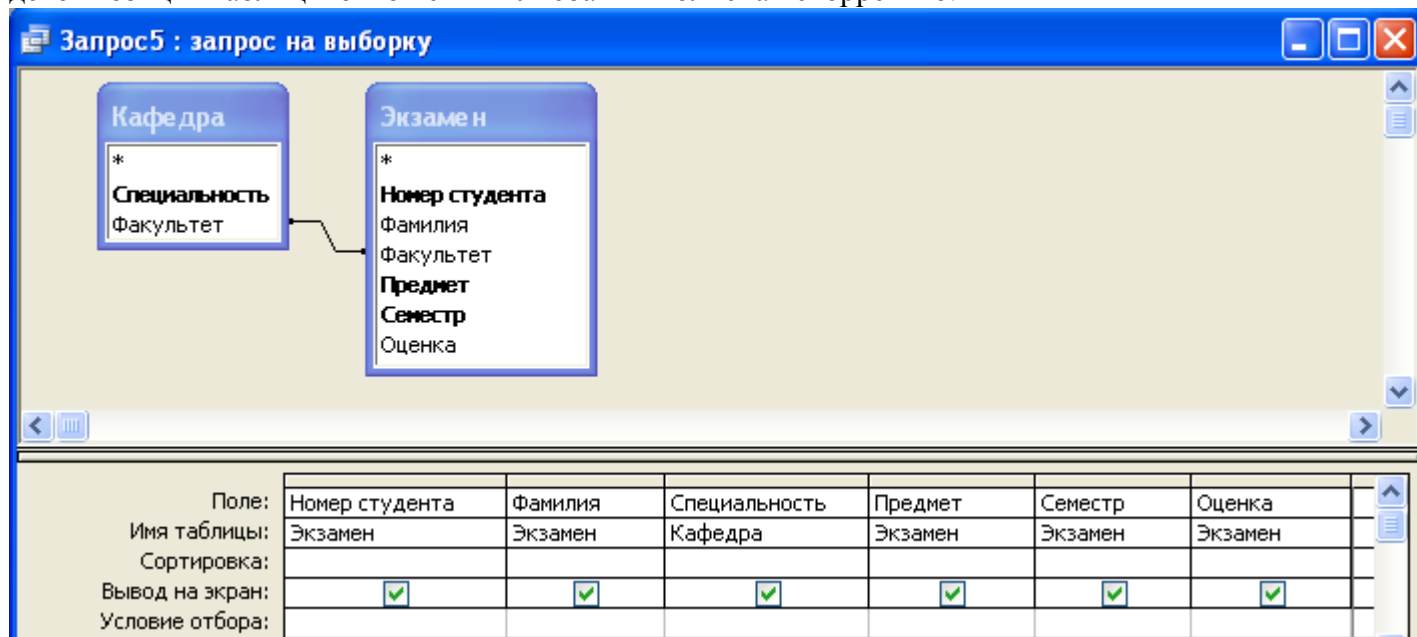 Запрос5 : запрос на выборку
Кафедра
*
Специальность
Факультет
Экзамен
*
Номер студента
Фамилия
Факультет
Предмет
Семестр
Оценка
Поле: Номер студента Фамилия Специальность Предмет Семестр Оценка
Имя таблицы: Экзамен Экзамен Кафедра Экзамен Экзамен Экзамен
Сортировка:
Вывод на экран:
Условие отбора: